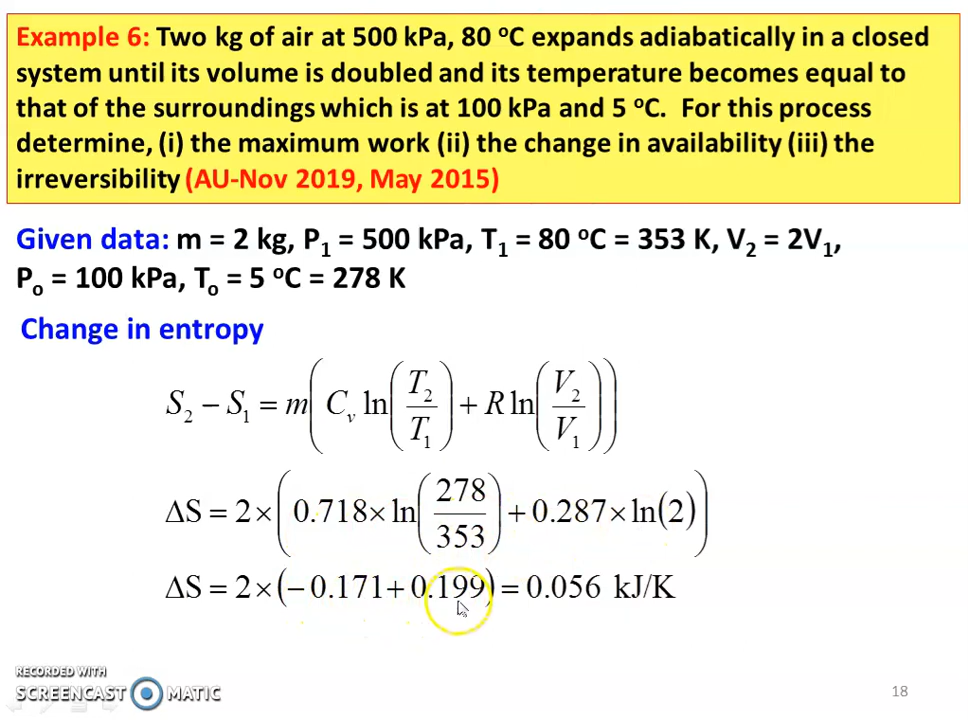 Example 6: Two kg of air at 500 kPa, 80 ºC expands adiabatically in a closed
system until its volume is doubled and its temperature becomes equal to
that of the surroundings which is at 100 kPa and 5 ºC. For this process
determine, (i) the maximum work (ii) the change in availability (iii) the
irreversibility (AU-Nov 2019, May 2015)
Given data: m = 2 kg, P₁ = 500 kPa, T₁ = 80 ºC = 353 K, V₂ = 2V₁,
Pₒ = 100 kPa, Tₒ = 5 ºC = 278 K
Change in entropy
S₂ − S₁ = m(Cᵥ ln(T₂/T₁) + R ln(V₂/V₁))
ΔS = 2 × (0.718 × ln(278/353) + 0.287 × ln(2))
ΔS = 2 × (− 0.171 + 0.199) = 0.056 kJ/K
RECORDED WITH
SCREENCAST MATIC
18